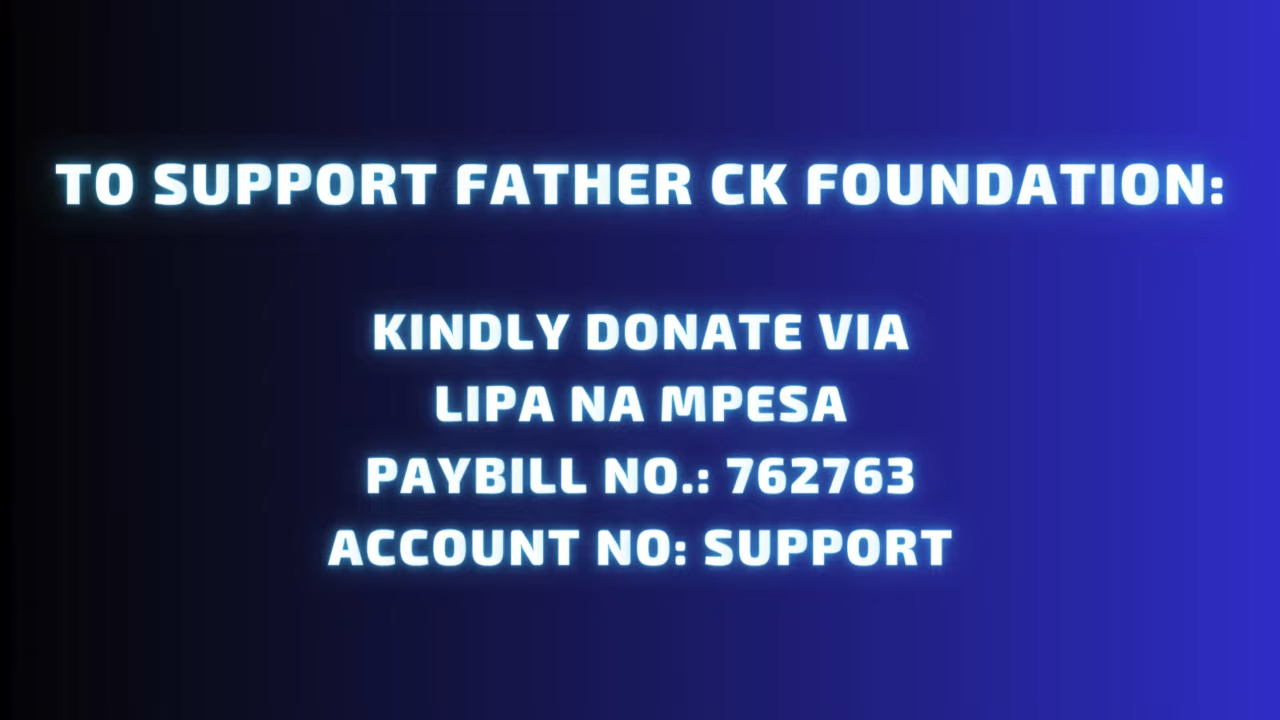 TO SUPPORT FATHER CK FOUNDATION:
KINDLY DONATE VIA
LIPA NA MPESA
PAYBILL NO.: 762763
ACCOUNT NO: SUPPORT